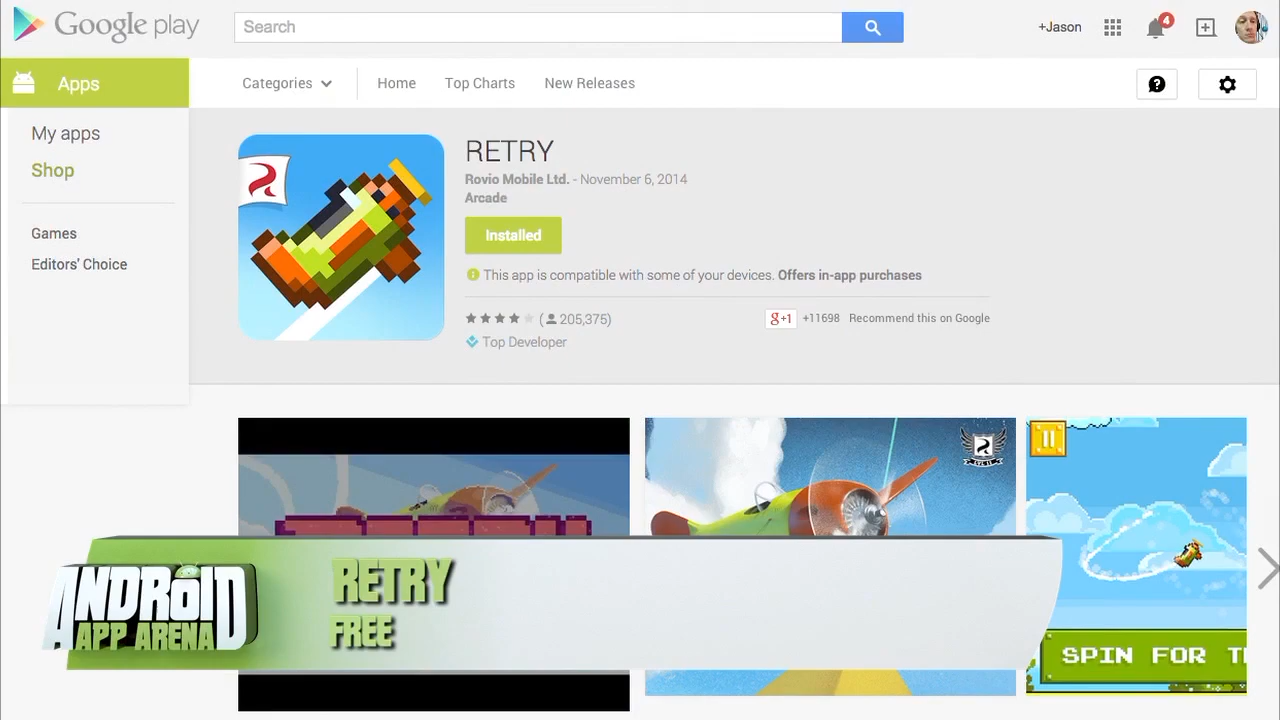 Google play
Search
+Jason
4
Apps
Categories
Home
Top Charts
New Releases
My apps
Shop
Games
Editors' Choice
RETRY
Rovio Mobile Ltd. - November 6, 2014
Arcade
Installed
This app is compatible with some of your devices. Offers in-app purchases
(205,375)
g+1 +11698 Recommend this on Google
Top Developer
ANDROID
APP ARENA
RETRY
FREE
SPIN FOR